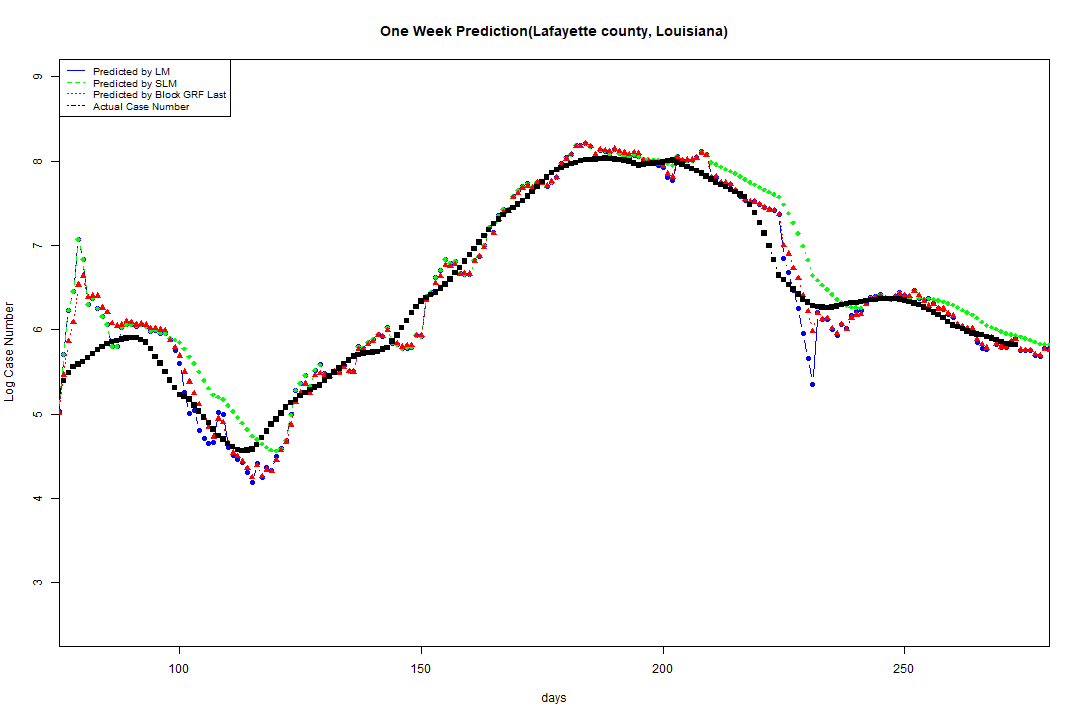 One Week Prediction(Lafayette county, Louisiana)
Predicted by LM
Predicted by SLM
Predicted by Block GRF Last
Actual Case Number
9
8
7
6
5
4
3
Log Case Number
100 150 200 250
days